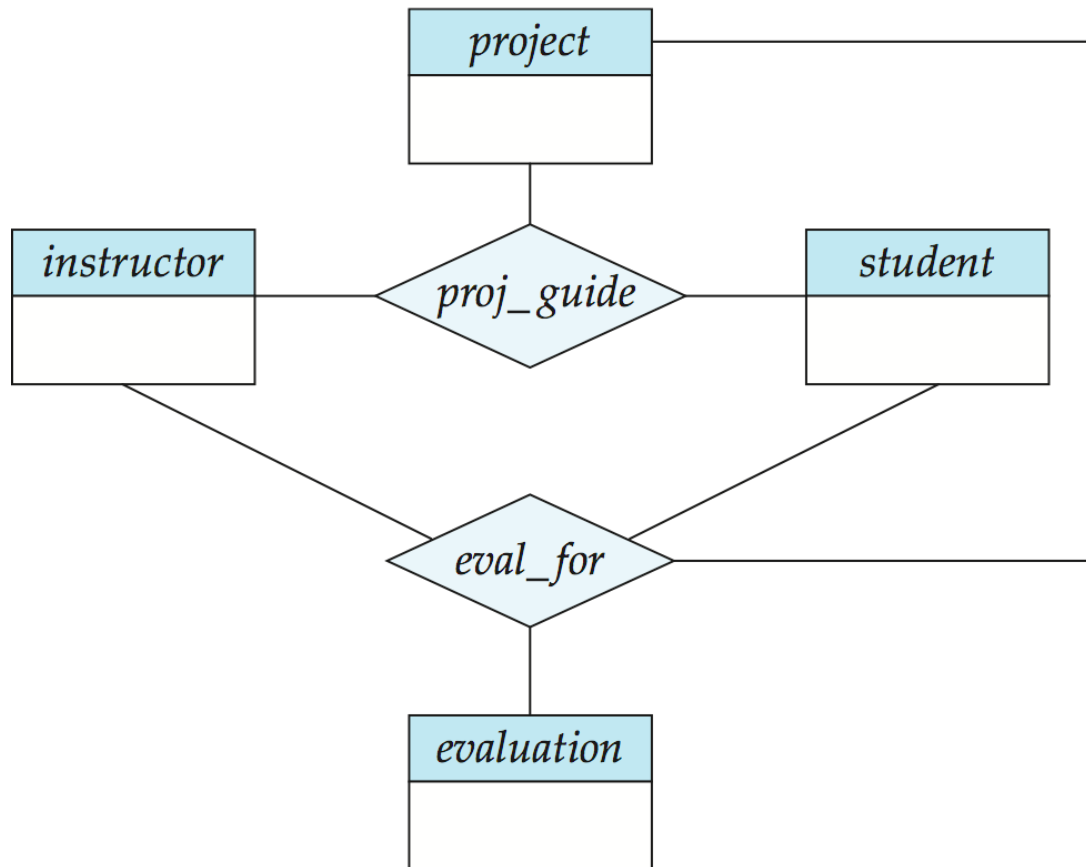 project
instructor
proj_guide
student
eval_for
evaluation